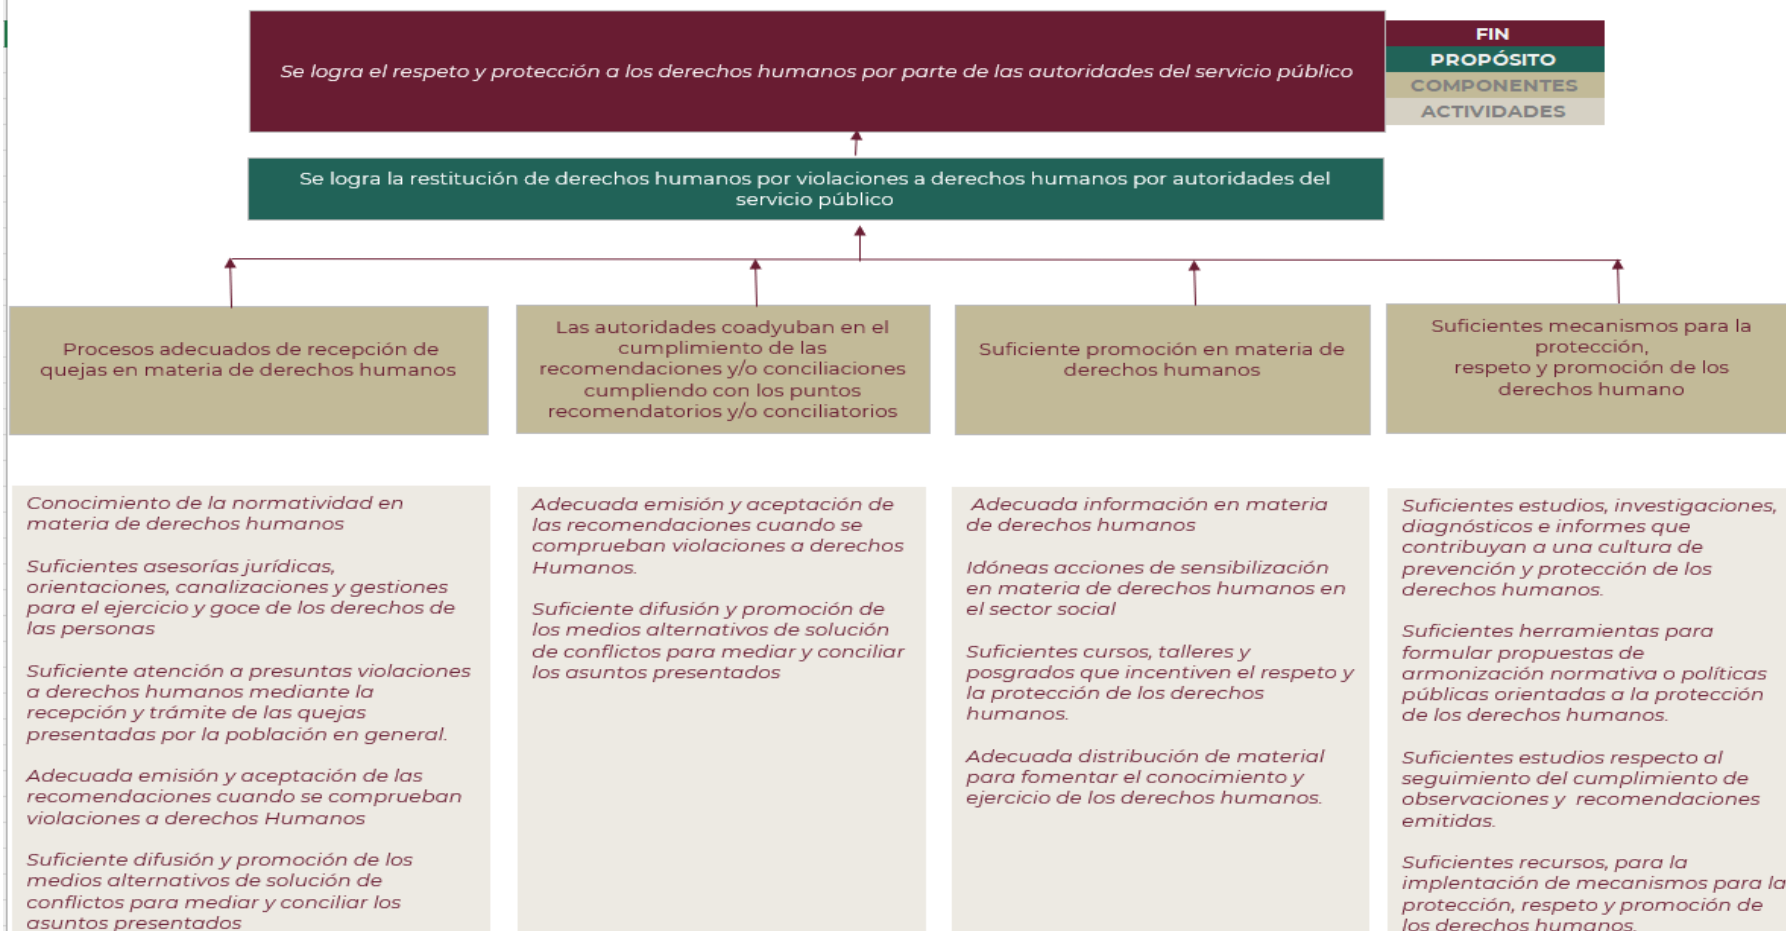 Se logra el respeto y protección a los derechos humanos por parte de las autoridades del servicio público
FIN
PROPÓSITO
COMPONENTES
ACTIVIDADES
Se logra la restitución de derechos humanos por violaciones a derechos humanos por autoridades del
servicio público
Procesos adecuados de recepción de
quejas en materia de derechos humanos
Las autoridades coadyuban en el
cumplimiento de las
recomendaciones y/o conciliaciones
cumpliendo con los puntos
recomendatorios y/o conciliatorios
Suficiente promoción en materia de
derechos humanos
Suficientes mecanismos para la
protección,
respeto y promoción de los
derechos humano
Conocimiento de la normatividad en
materia de derechos humanos
Suficientes asesorías jurídicas,
orientaciones, canalizaciones y gestiones
para el ejercicio y goce de los derechos de
las personas
Suficiente atención a presuntas violaciones
a derechos humanos mediante la
recepción y trámite de las quejas
presentadas por la población en general.
Adecuada emisión y aceptación de las
recomendaciones cuando se comprueban
violaciones a derechos Humanos
Suficiente difusión y promoción de los
medios alternativos de solución de
conflictos para mediar y conciliar los
asuntos presentados
Adecuada emisión y aceptación de
las recomendaciones cuando se
comprueban violaciones a derechos
Humanos.
Suficiente difusión y promoción de
los medios alternativos de solución
de conflictos para mediar y conciliar
los asuntos presentados
Adecuada información en materia
de derechos humanos
Idóneas acciones de sensibilización
en materia de derechos humanos en
el sector social
Suficientes cursos, talleres y
posgrados que incentiven el respeto y
la protección de los derechos
humanos.
Adecuada distribución de material
para fomentar el conocimiento y
ejercicio de los derechos humanos.
Suficientes estudios, investigaciones,
diagnósticos e informes que
contribuyan a una cultura de
prevención y protección de los
derechos humanos.
Suficientes herramientas para
formular propuestas de
armonización normativa o políticas
públicas orientadas a la protección
de los derechos humanos.
Suficientes estudios respecto al
seguimiento del cumplimiento de
observaciones y recomendaciones
emitidas.
Suficientes recursos, para la
implentación de mecanismos para la
protección, respeto y promoción de
los derechos humanos.